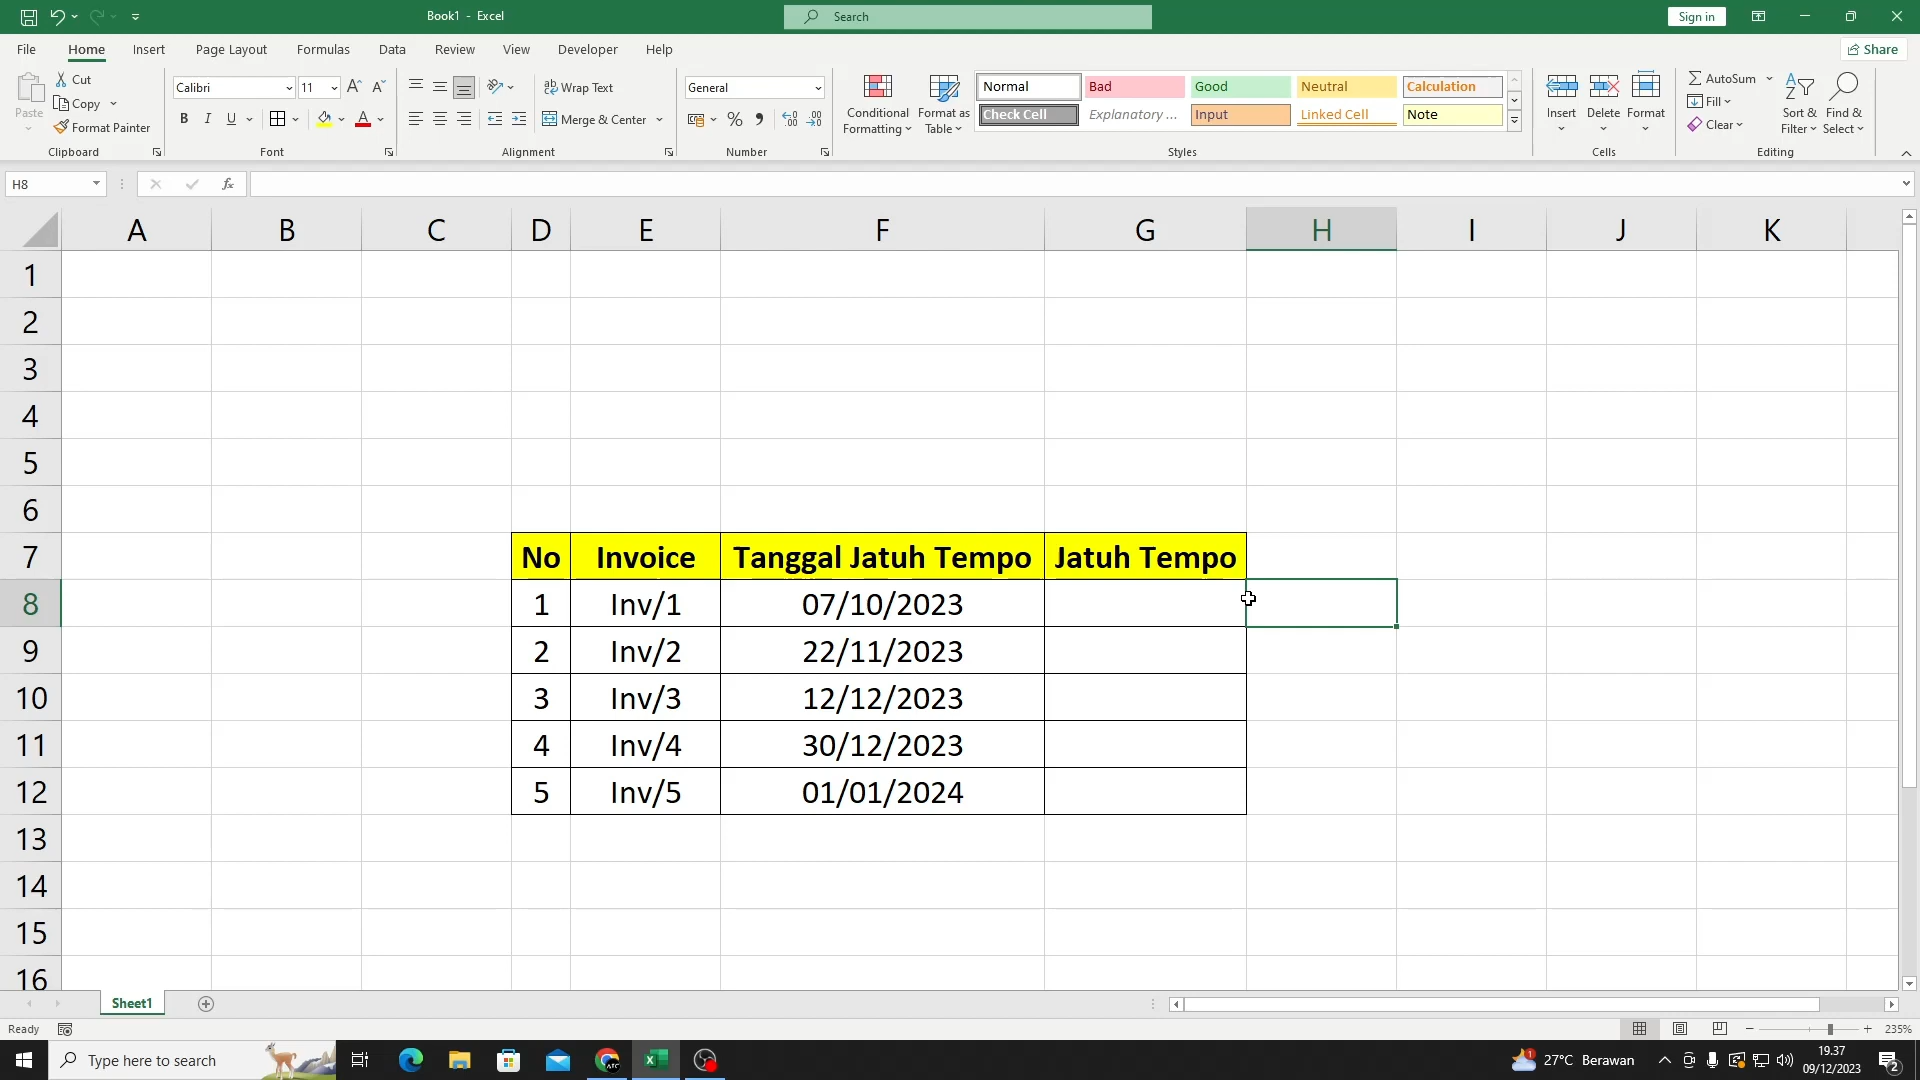 Book1 - Excel
Search
Sign in
File Home Insert Page Layout Formulas Data Review View Developer Help
Share
Paste
Cut
Copy
Format Painter
Clipboard
Calibri 11
B I U
Font
Wrap Text
Merge & Center
Alignment
General
Number
Conditional Formatting
Format as Table
Normal Bad Good Neutral Calculation
Check Cell Explanatory ... Input Linked Cell Note
Styles
Insert Delete Format
Cells
AutoSum
Fill
Clear
Sort & Filter
Find & Select
Editing
H8
fx
A B C D E F G H I J K
1
2
3
4
5
6
7 No Invoice Tanggal Jatuh Tempo Jatuh Tempo
8 1 Inv/1 07/10/2023
9 2 Inv/2 22/11/2023
10 3 Inv/3 12/12/2023
11 4 Inv/4 30/12/2023
12 5 Inv/5 01/01/2024
13
14
15
16
Sheet1
Ready
235%
Type here to search
27°C Berawan
19.37
09/12/2023
2